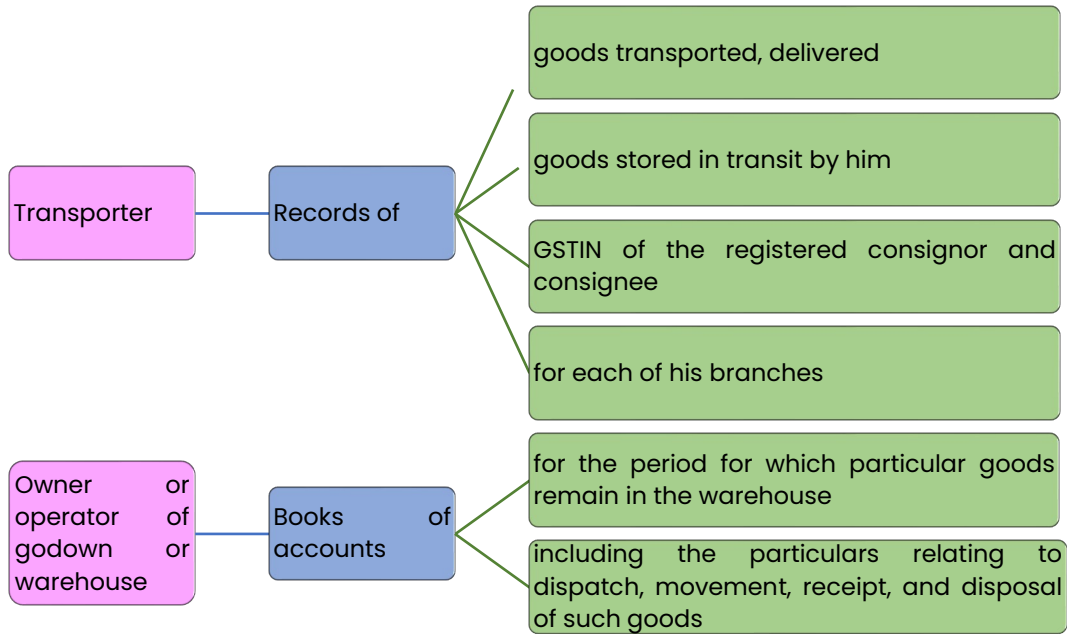 goods transported, delivered
goods stored in transit by him
Transporter
Records of
GSTIN of the registered consignor and
consignee
for each of his branches
for the period for which particular goods
remain in the warehouse
Owner or
operator of
godown or
warehouse
Books of
accounts
including the particulars relating to
dispatch, movement, receipt, and disposal
of such goods